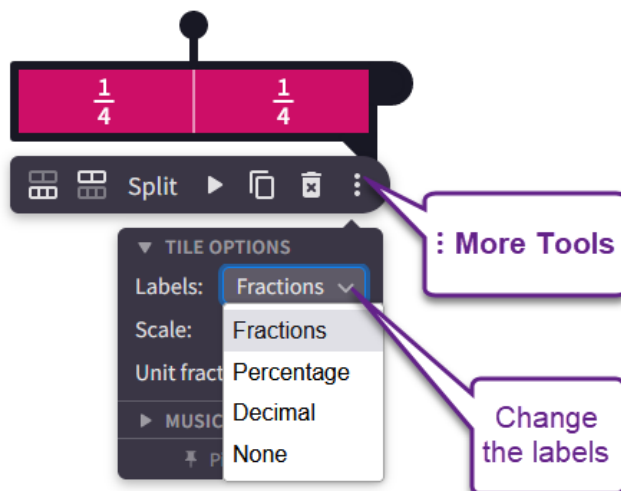 1/4 1/4
Split
⋮ More Tools
TILE OPTIONS
Labels: Fractions
Scale:
Fractions
Unit fract
Percentage
MUSIC
Decimal
None
Change
the labels